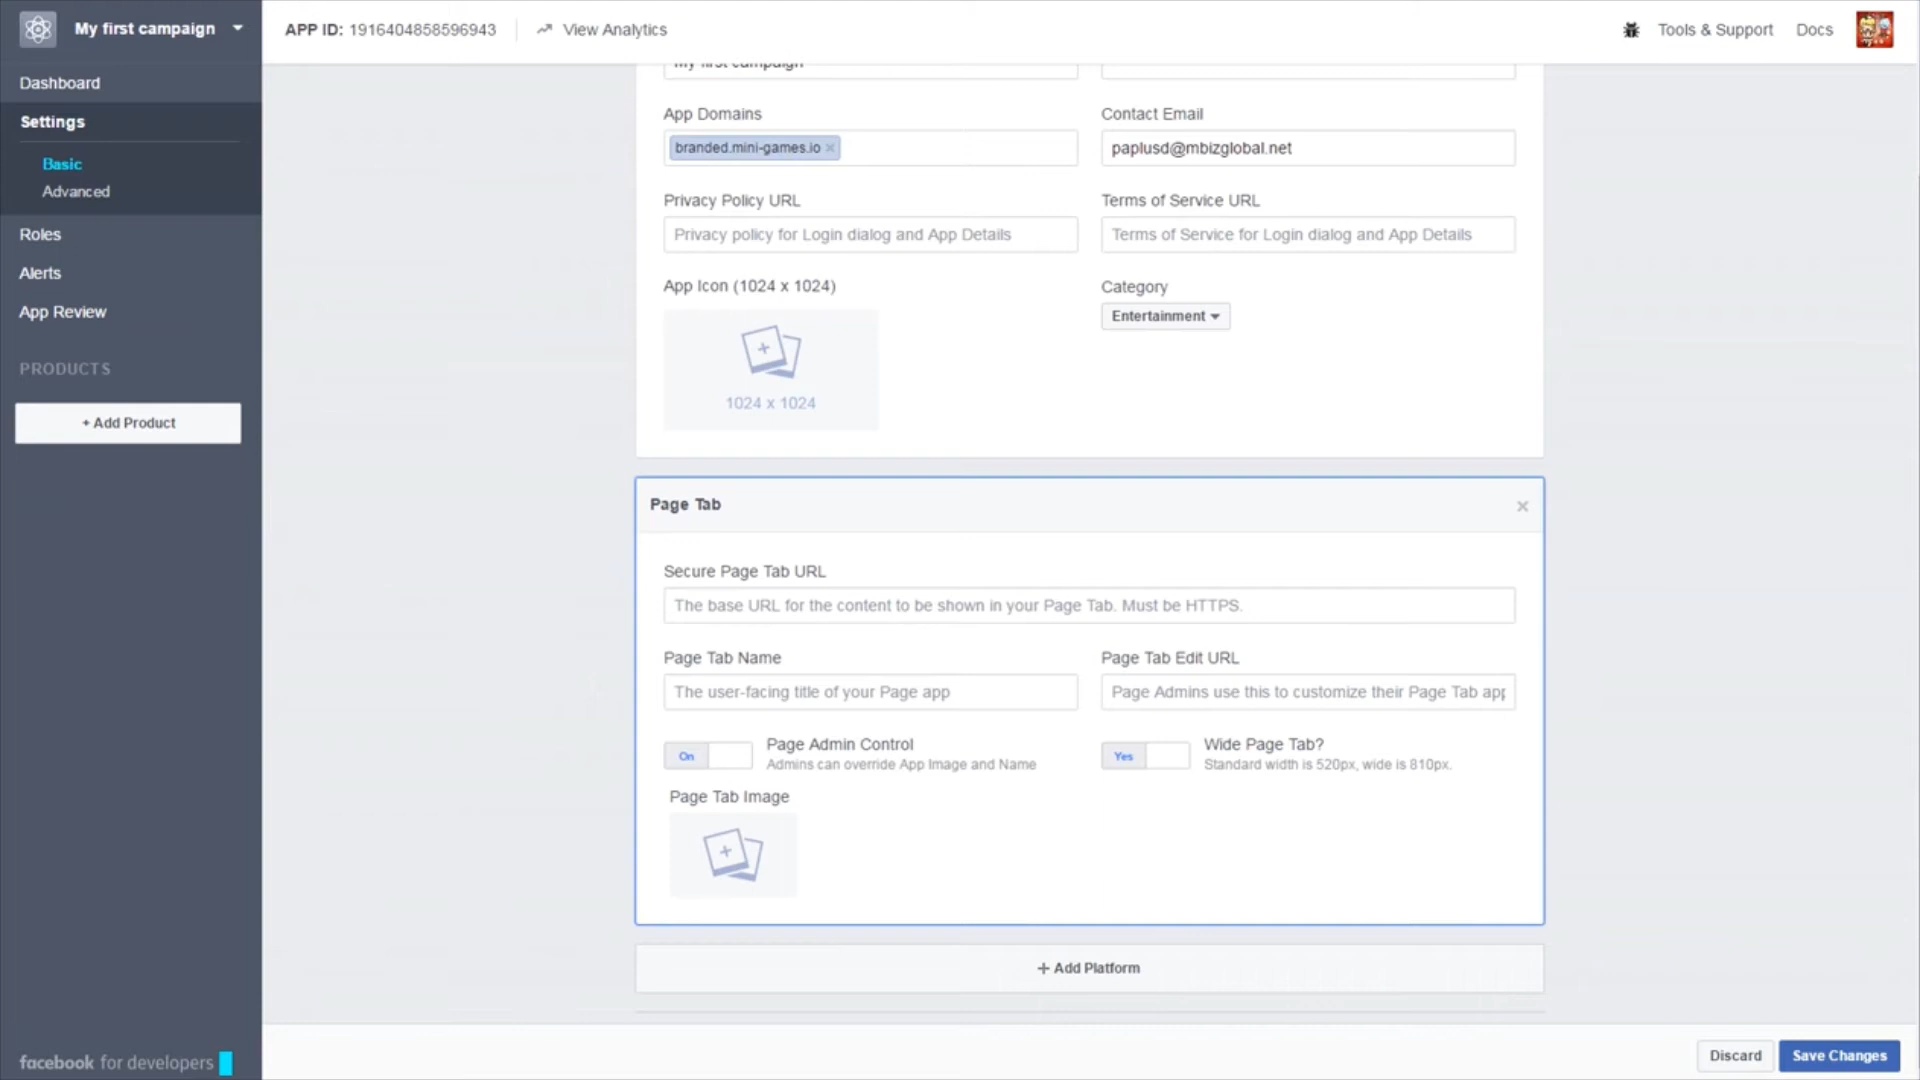 My first campaign
APP ID: 1916404858596943
View Analytics
Tools & Support
Docs
Dashboard
Settings
Basic
Advanced
Roles
Alerts
App Review
PRODUCTS
+ Add Product
facebook for developers
My first campaign
App Domains
Contact Email
branded.mini-games.io ×
paplusd@mbizglobal.net
Privacy Policy URL
Terms of Service URL
Privacy policy for Login dialog and App Details
Terms of Service for Login dialog and App Details
App Icon (1024 x 1024)
Category
Entertainment
1024 x 1024
Page Tab
×
Secure Page Tab URL
The base URL for the content to be shown in your Page Tab. Must be HTTPS.
Page Tab Name
Page Tab Edit URL
The user-facing title of your Page app
Page Admins use this to customize their Page Tab app
On
Page Admin Control
Admins can override App Image and Name
Yes
Wide Page Tab?
Standard width is 520px, wide is 810px.
Page Tab Image
+ Add Platform
Discard
Save Changes